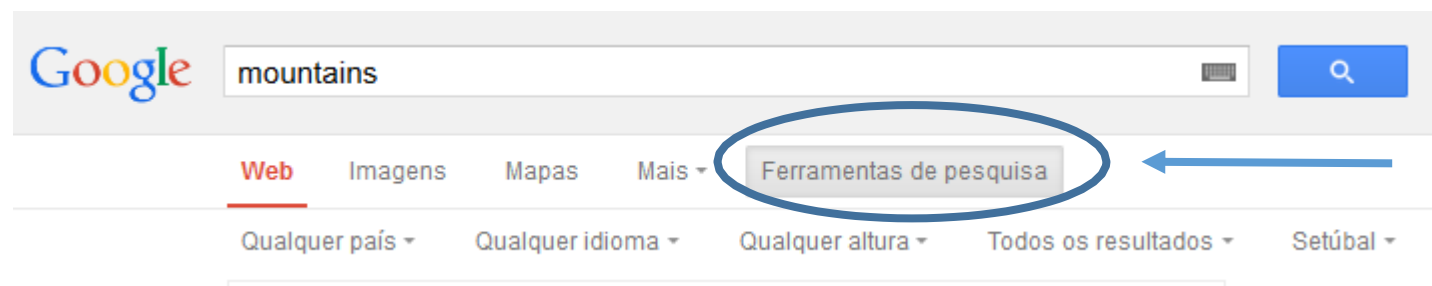 Google mountains
Web Imagens Mapas Mais Ferramentas de pesquisa
Qualquer país Qualquer idioma Qualquer altura Todos os resultados Setúbal